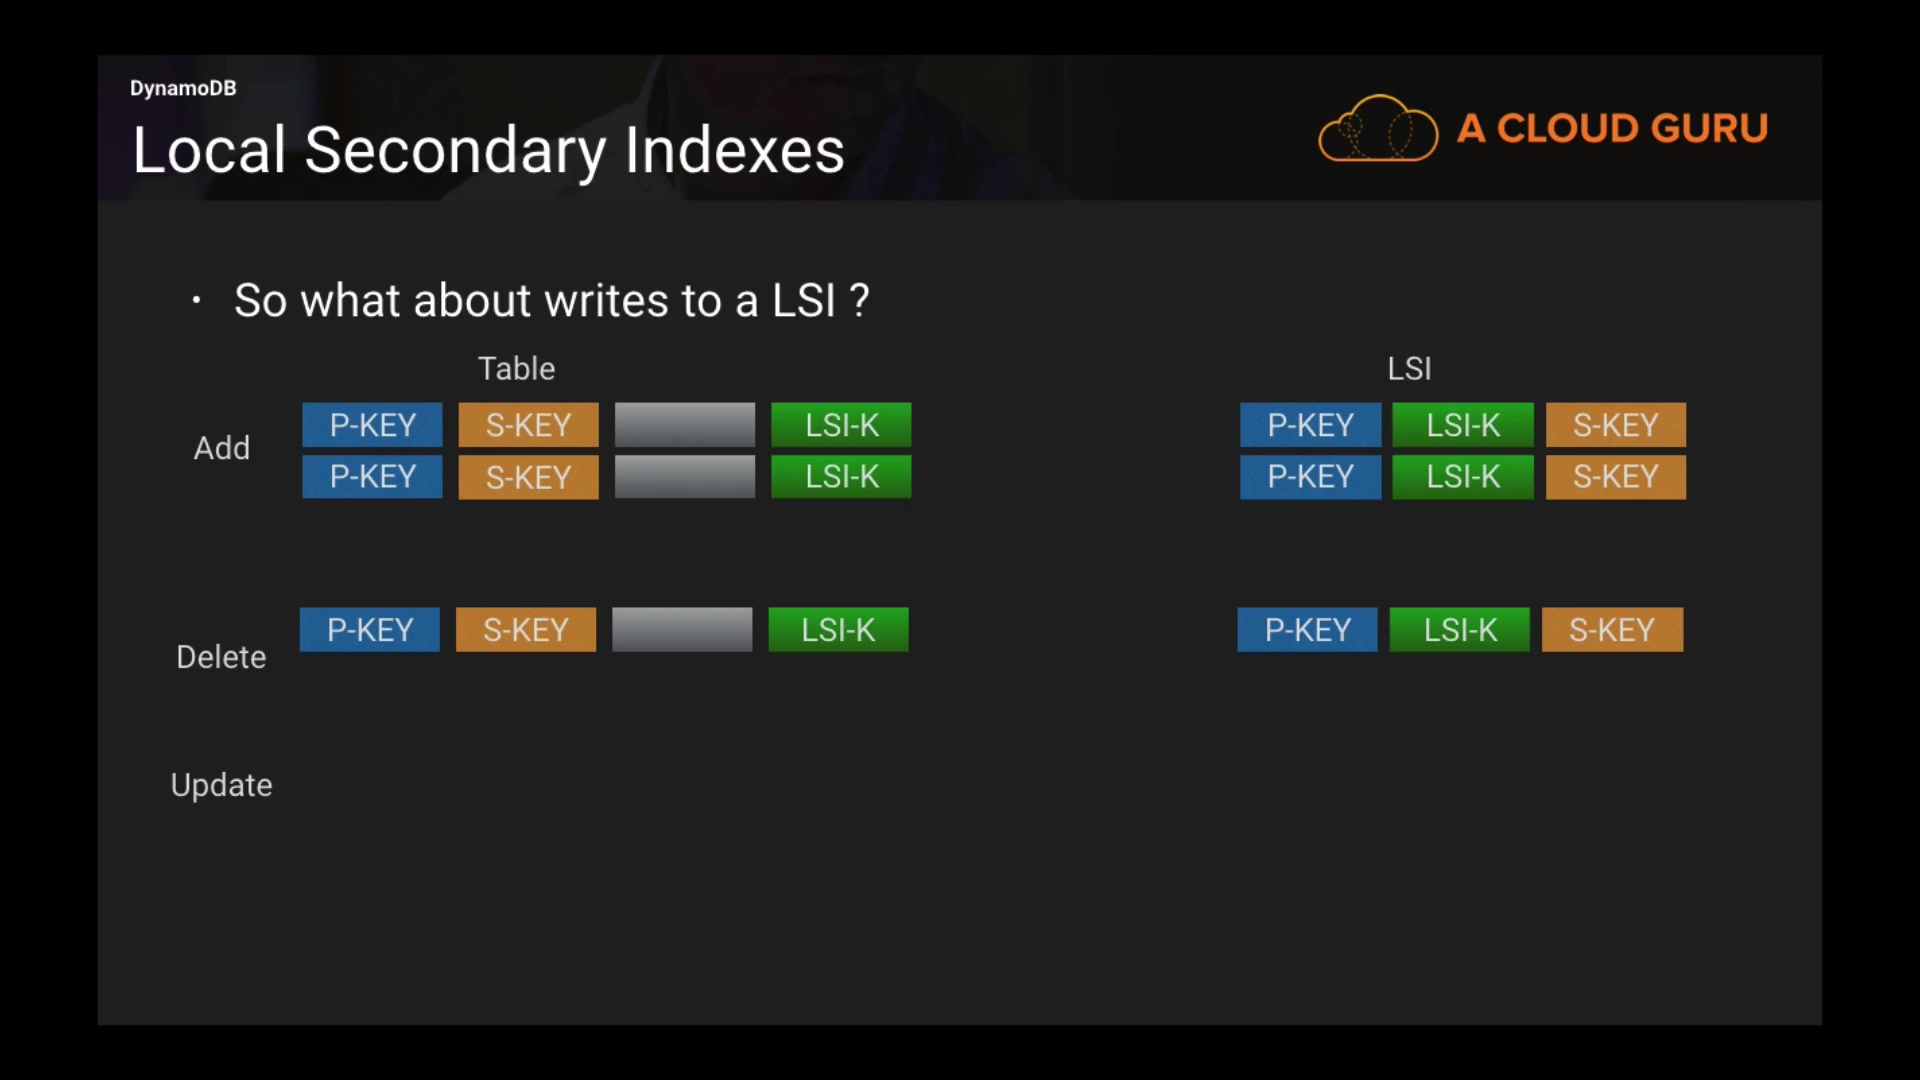 DynamoDB
Local Secondary Indexes
A CLOUD GURU
• So what about writes to a LSI ?
Table LSI
Add
P-KEY S-KEY LSI-K P-KEY LSI-K S-KEY
P-KEY S-KEY LSI-K P-KEY LSI-K S-KEY
Delete
P-KEY S-KEY LSI-K P-KEY LSI-K S-KEY
Update